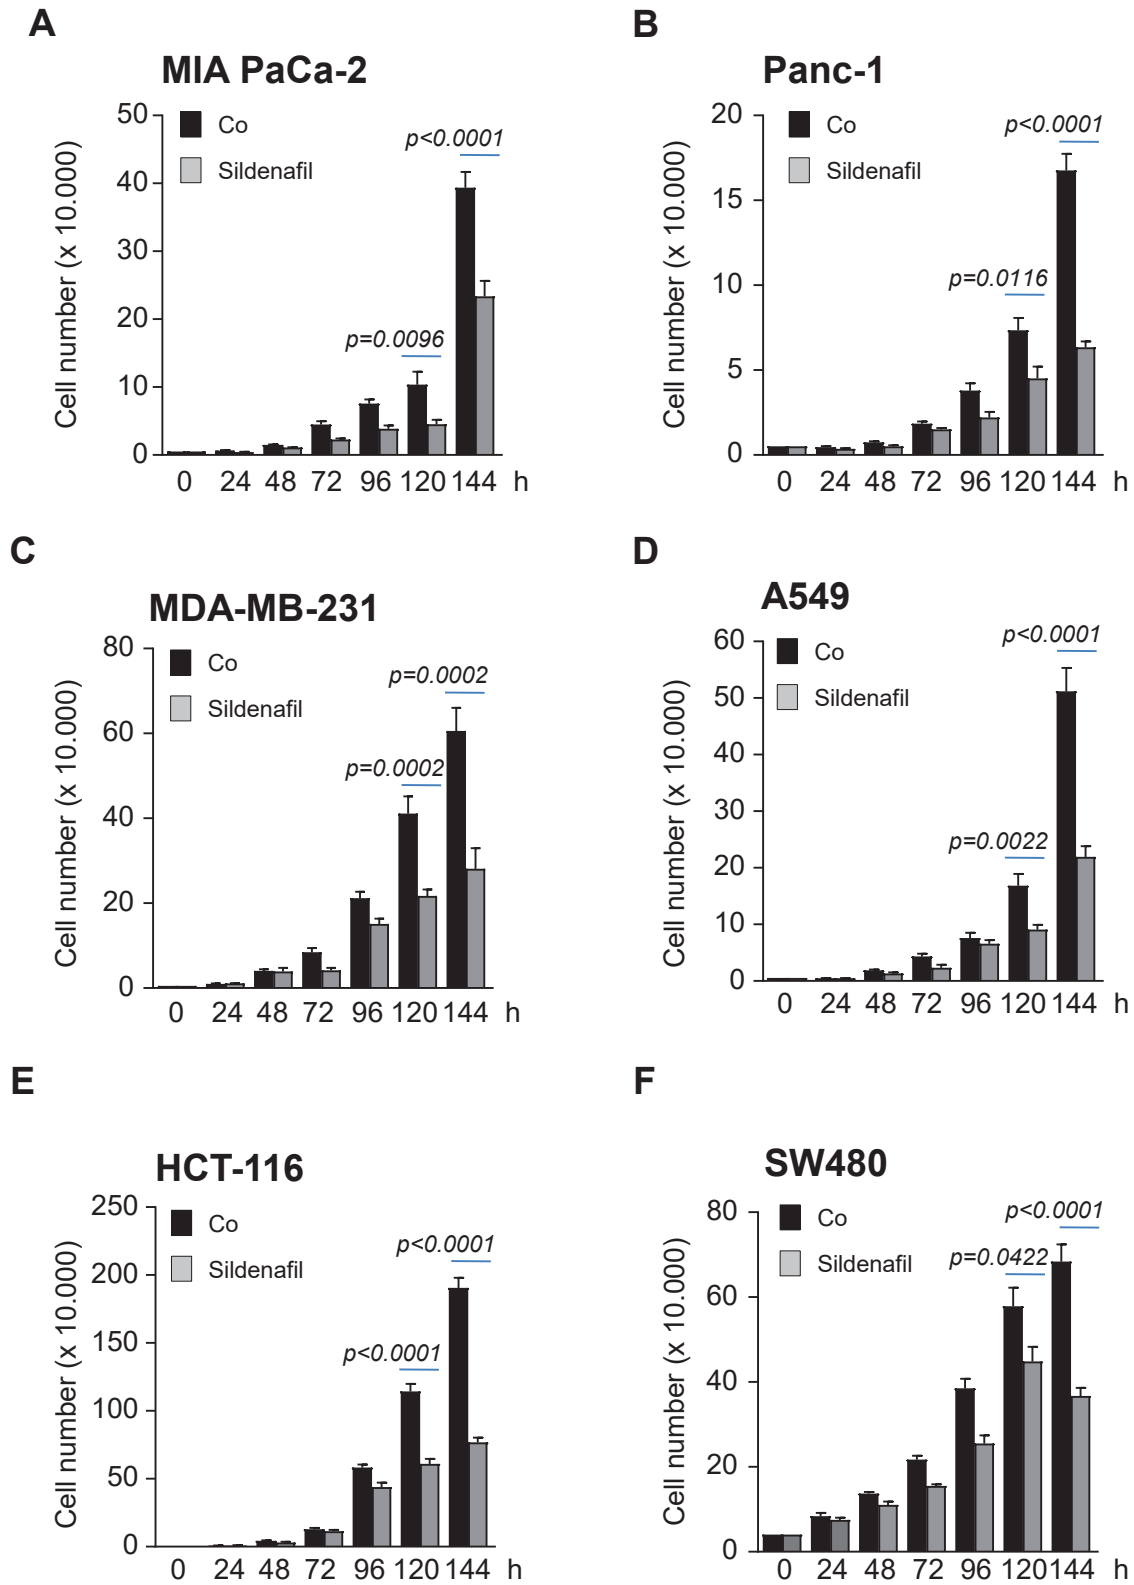 A
MIA PaCa-2
Cell number (x 10.000)
50
40
30
20
10
0
Co
Sildenafil
p<0.0001
p=0.0096
0 24 48 72 96 120 144 h
B
Panc-1
Cell number (x 10.000)
20
15
10
5
0
Co
Sildenafil
p<0.0001
p=0.0116
0 24 48 72 96 120 144 h
C
MDA-MB-231
Cell number (x 10.000)
80
60
40
20
0
Co
Sildenafil
p=0.0002
p=0.0002
0 24 48 72 96 120 144 h
D
A549
Cell number (x 10.000)
60
50
40
30
20
10
0
Co
Sildenafil
p<0.0001
p=0.0022
0 24 48 72 96 120 144 h
E
HCT-116
Cell number (x 10.000)
250
200
150
100
50
0
Co
Sildenafil
p<0.0001
p<0.0001
0 24 48 72 96 120 144 h
F
SW480
Cell number (x 10.000)
80
60
40
20
0
Co
Sildenafil
p<0.0001
p=0.0422
0 24 48 72 96 120 144 h